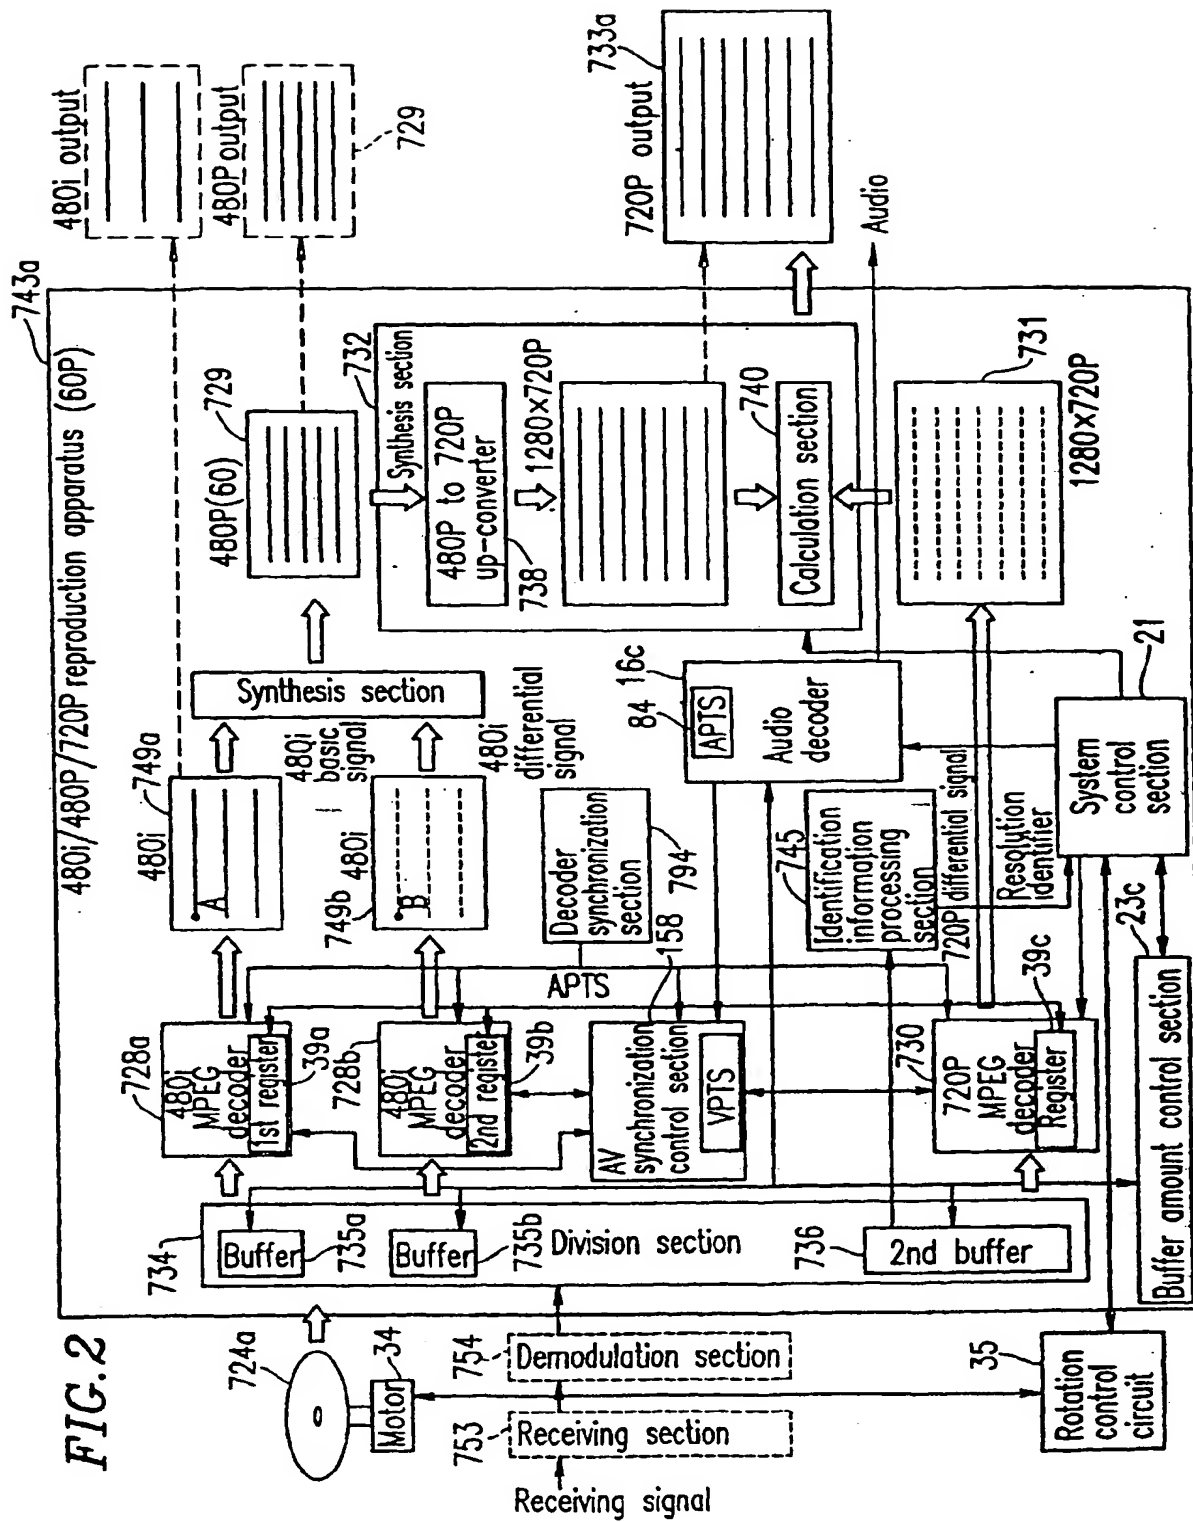 FIG.2
743a
480i/480P/720P reproduction apparatus (60P)
724a
34
Motor
753
Receiving section
Receiving signal
754
Demodulation section
35
Rotation
control
circuit
734
Buffer
735a
Buffer
735b
Division section
736
2nd buffer
728a
480i
MPEG
decoder
1st register
39a
728b
480i
MPEG
decoder
2nd register
39b
APTS
AV
synchronization
control section
VPTS
158
730
720P
MPEG
decoder
Register
39c
Buffer amount control section
23c
480i
749a
A
749b
480i
B
480i
basic
signal
480i
differential
signal
Decoder
synchronization
section
794
745
Identification
information
processing
section
720P differential signal
Resolution
identifier
Synthesis section
84
APTS
16c
Audio
decoder
System
control
section
21
480P(60)
729
Synthesis section
732
480P to 720P
up-converter
738
1280×720P
Calculation section
740
731
1280×720P
480i output
480P output
729
720P output
733a
Audio